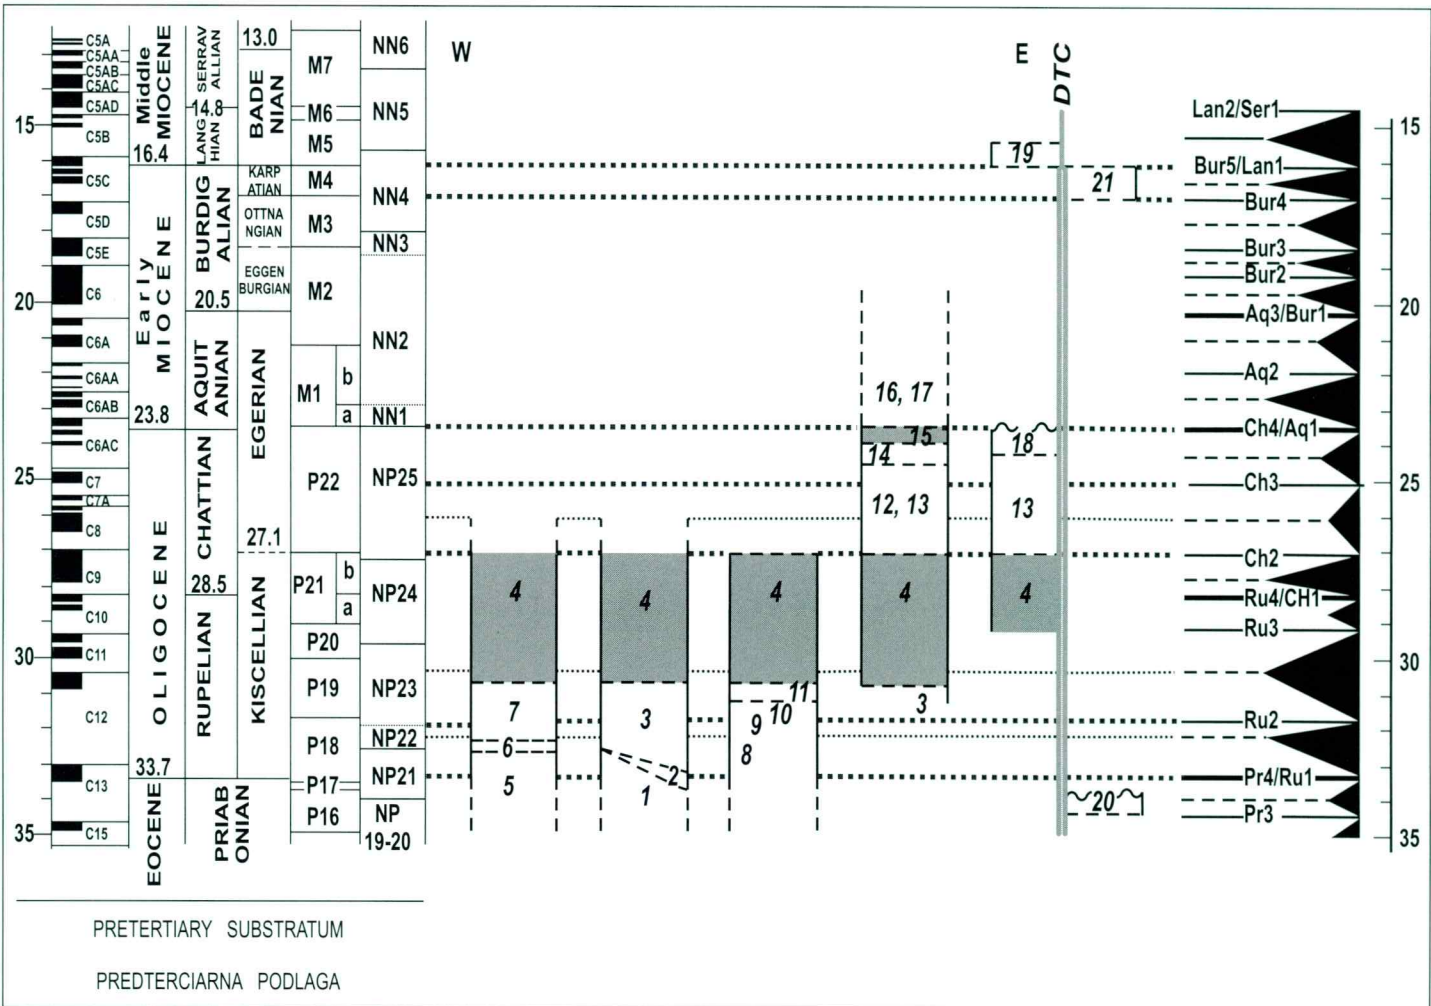 15
20
25
30
35
C5A
C5AA
C5AB
C5AC
C5AD
C5B
C5C
C5D
C5E
C6
C6A
C6AA
C6AB
C6AC
C7
C7A
C8
C9
C10
C11
C12
C13
C15
Middle
MIOCENE
16.4
Early
MIOCENE
23.8
OLIGOCENE
33.7
EOCENE
SERRAV
ALLIAN
14.8
LANG
HIAN
BURDIG
ALIAN
20.5
AQUIT
ANIAN
CHATTIAN
28.5
RUPELIAN
PRIAB
ONIAN
13.0
BADE
NIAN
KARP
ATIAN
OTTNA
NGIAN
EGGEN
BURGIAN
EGERIAN
27.1
KISCELLIAN
M7
M6
M5
M4
M3
M2
M1
b
a
P22
P21
b
a
P20
P19
P18
P17
P16
NN6
NN5
NN4
NN3
NN2
NN1
NP25
NP24
NP23
NP22
NP21
NP
19-20
W
E
4
7
6
5
4
3
2
1
4
11
10
9
8
16, 17
15
14
12, 13
4
3
19
18
13
4
DTC
21
20
Lan2/Ser1
Bur5/Lan1
Bur4
Bur3
Bur2
Aq3/Bur1
Aq2
Ch4/Aq1
Ch3
Ch2
Ru4/CH1
Ru3
Ru2
Pr4/Ru1
Pr3
15
20
25
30
35
PRETERTIARY SUBSTRATUM
PREDTERCIARNA PODLAGA